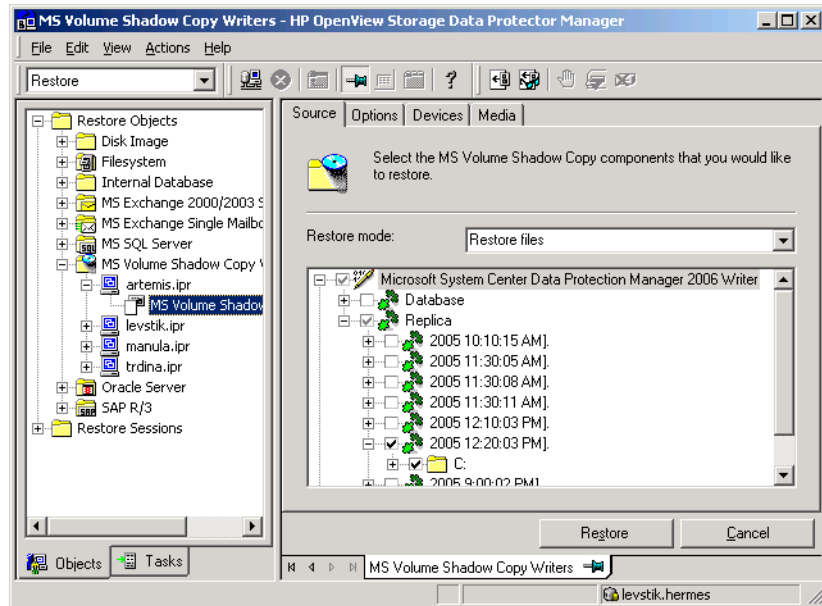 MS Volume Shadow Copy Writers - HP OpenView Storage Data Protector Manager
File Edit View Actions Help
Restore
Restore Objects
Disk Image
Filesystem
Internal Database
MS Exchange 2000/2003 S
MS Exchange Single Mailbo
MS SQL Server
MS Volume Shadow Copy
artemis.ipr
MS Volume Shadow
levstik.ipr
manula.ipr
trdina.ipr
Oracle Server
SAP R/3
Restore Sessions
Objects Tasks
Source Options Devices Media
Select the MS Volume Shadow Copy components that you would like
to restore.
Restore mode: Restore files
Microsoft System Center Data Protection Manager 2006 Writer
Database
Replica
2005 10:10:15 AM].
2005 11:30:05 AM].
2005 11:30:08 AM].
2005 11:30:11 AM].
2005 12:10:03 PM].
2005 12:20:03 PM].
C:
2005 9:00:02 PM].
Restore Cancel
MS Volume Shadow Copy Writers
levstik.hermes